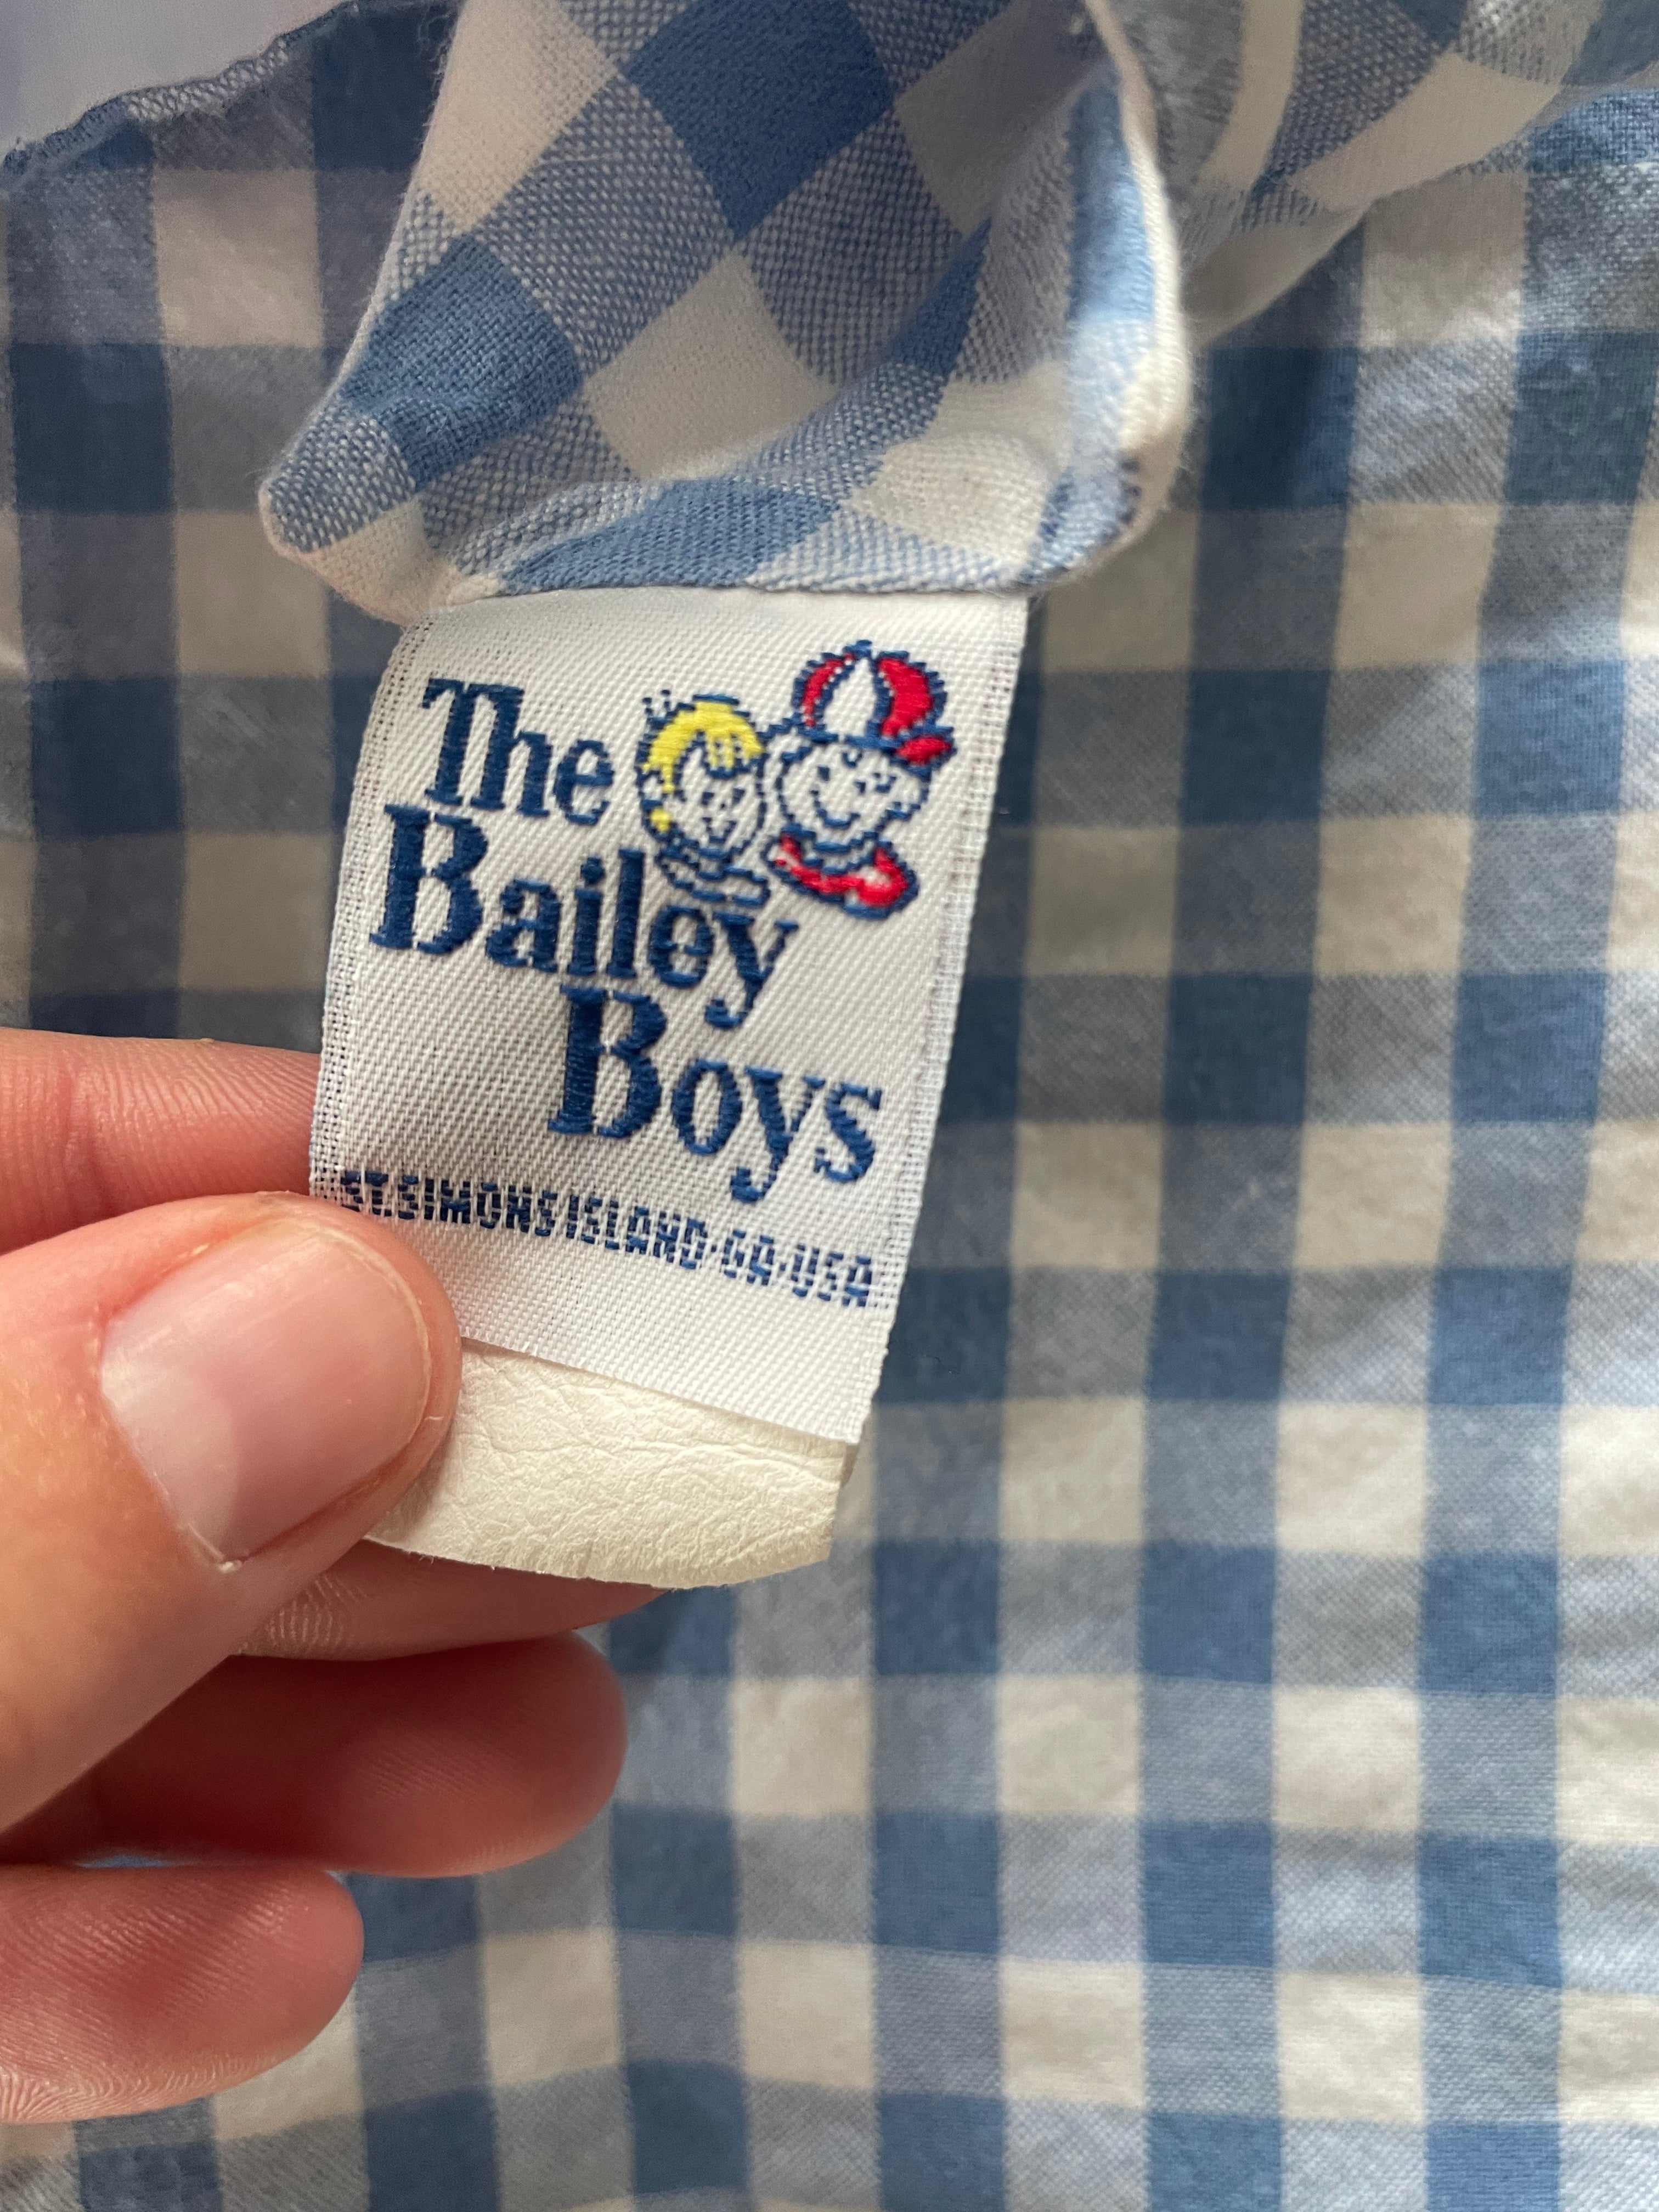 The
Bailey
Boys
ST.SIMONS ISLAND·GA·USA